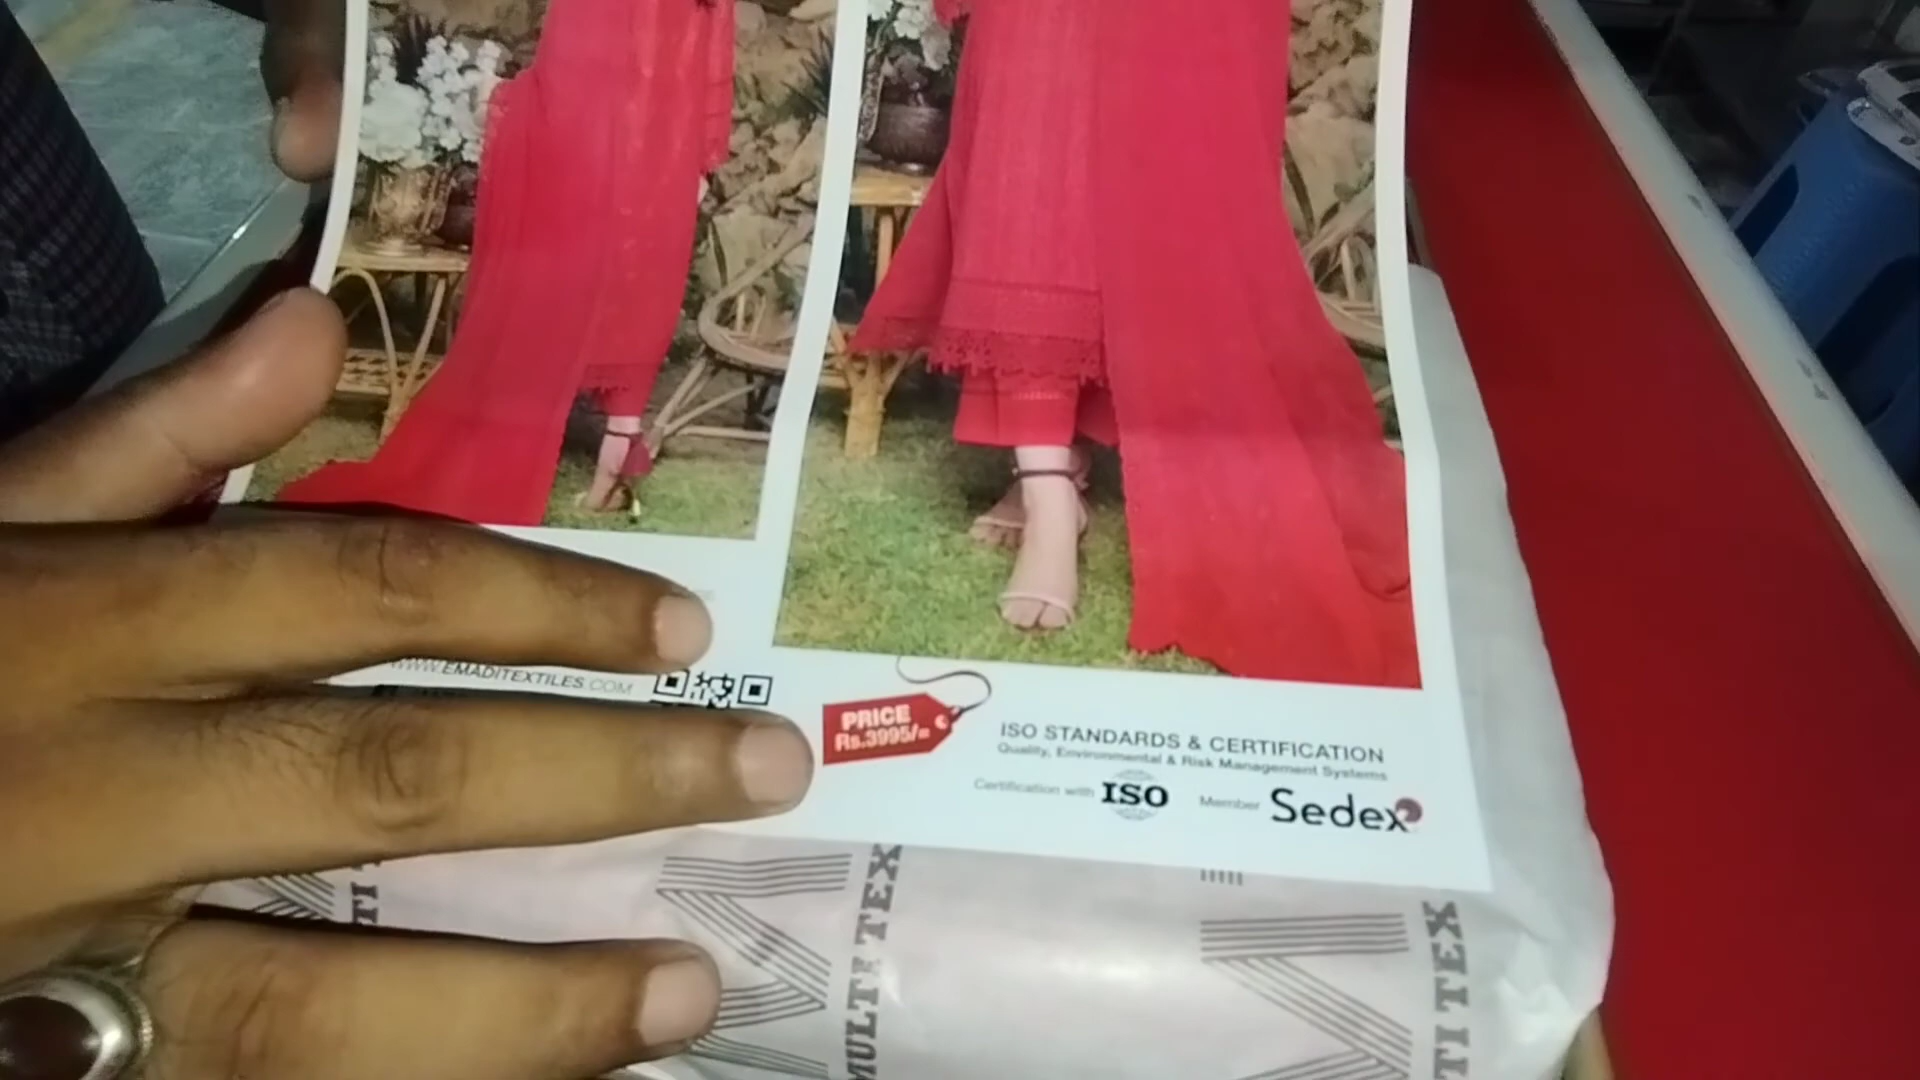 WWW.EMADITEXTILES.COM
PRICE
Rs.3995/=
ISO STANDARDS & CERTIFICATION
Quality, Environmental & Risk Management Systems
Certification with ISO
Member Sedex
TI
MULTI TEX
TI TEX